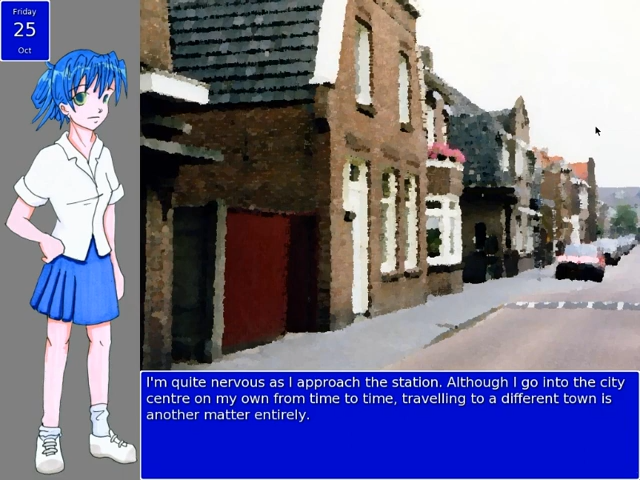 Friday
25
Oct
I'm quite nervous as I approach the station. Although I go into the city
centre on my own from time to time, travelling to a different town is
another matter entirely.